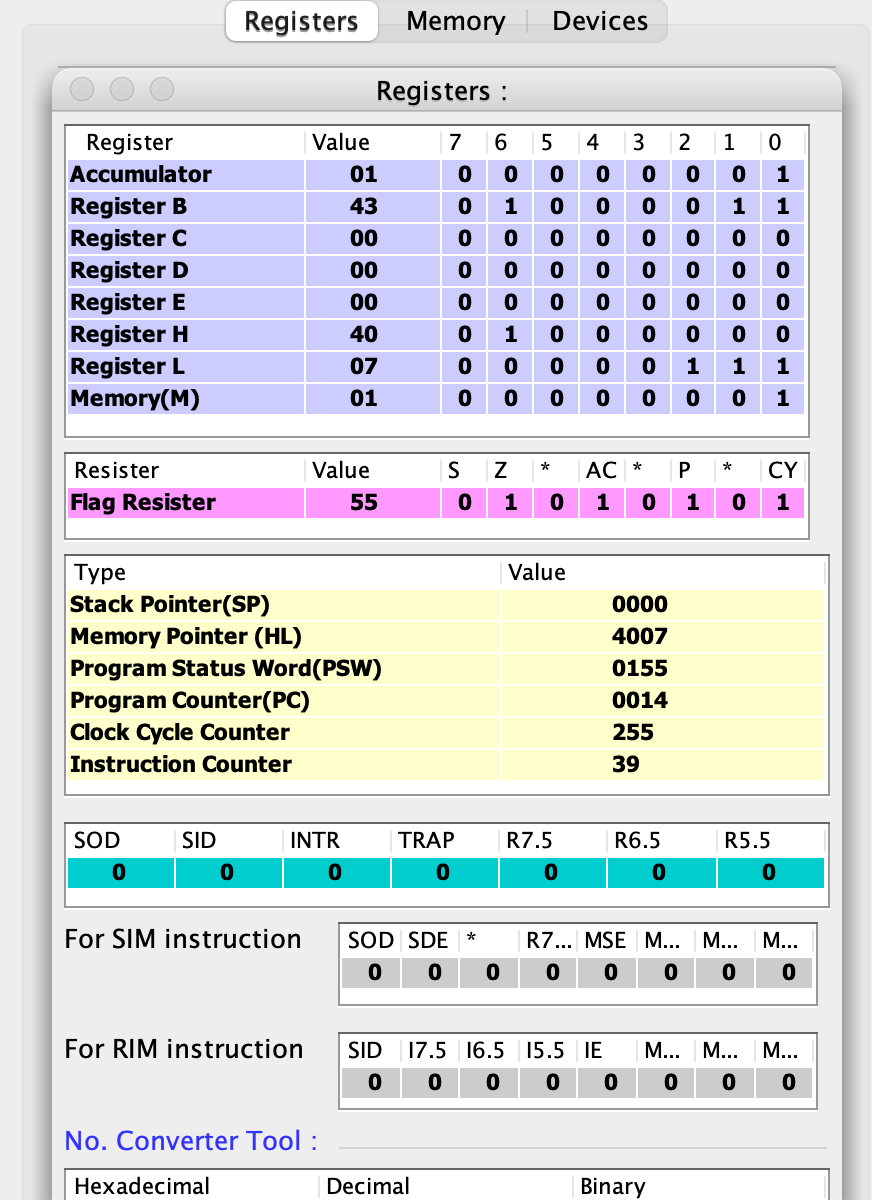 Registers Memory Devices
Registers :
Register Value 7 6 5 4 3 2 1 0
Accumulator 01 0 0 0 0 0 0 0 1
Register B 43 0 1 0 0 0 0 1 1
Register C 00 0 0 0 0 0 0 0 0
Register D 00 0 0 0 0 0 0 0 0
Register E 00 0 0 0 0 0 0 0 0
Register H 40 0 1 0 0 0 0 0 0
Register L 07 0 0 0 0 0 1 1 1
Memory(M) 01 0 0 0 0 0 0 0 1
Resister Value S Z * AC * P * CY
Flag Resister 55 0 1 0 1 0 1 0 1
Type Value
Stack Pointer(SP) 0000
Memory Pointer (HL) 4007
Program Status Word(PSW) 0155
Program Counter(PC) 0014
Clock Cycle Counter 255
Instruction Counter 39
SOD SID INTR TRAP R7.5 R6.5 R5.5
0 0 0 0 0 0 0
For SIM instruction SOD SDE * R7... MSE M... M... M...
0 0 0 0 0 0 0 0
For RIM instruction SID I7.5 I6.5 I5.5 IE M... M... M...
0 0 0 0 0 0 0 0
No. Converter Tool :
Hexadecimal Decimal Binary